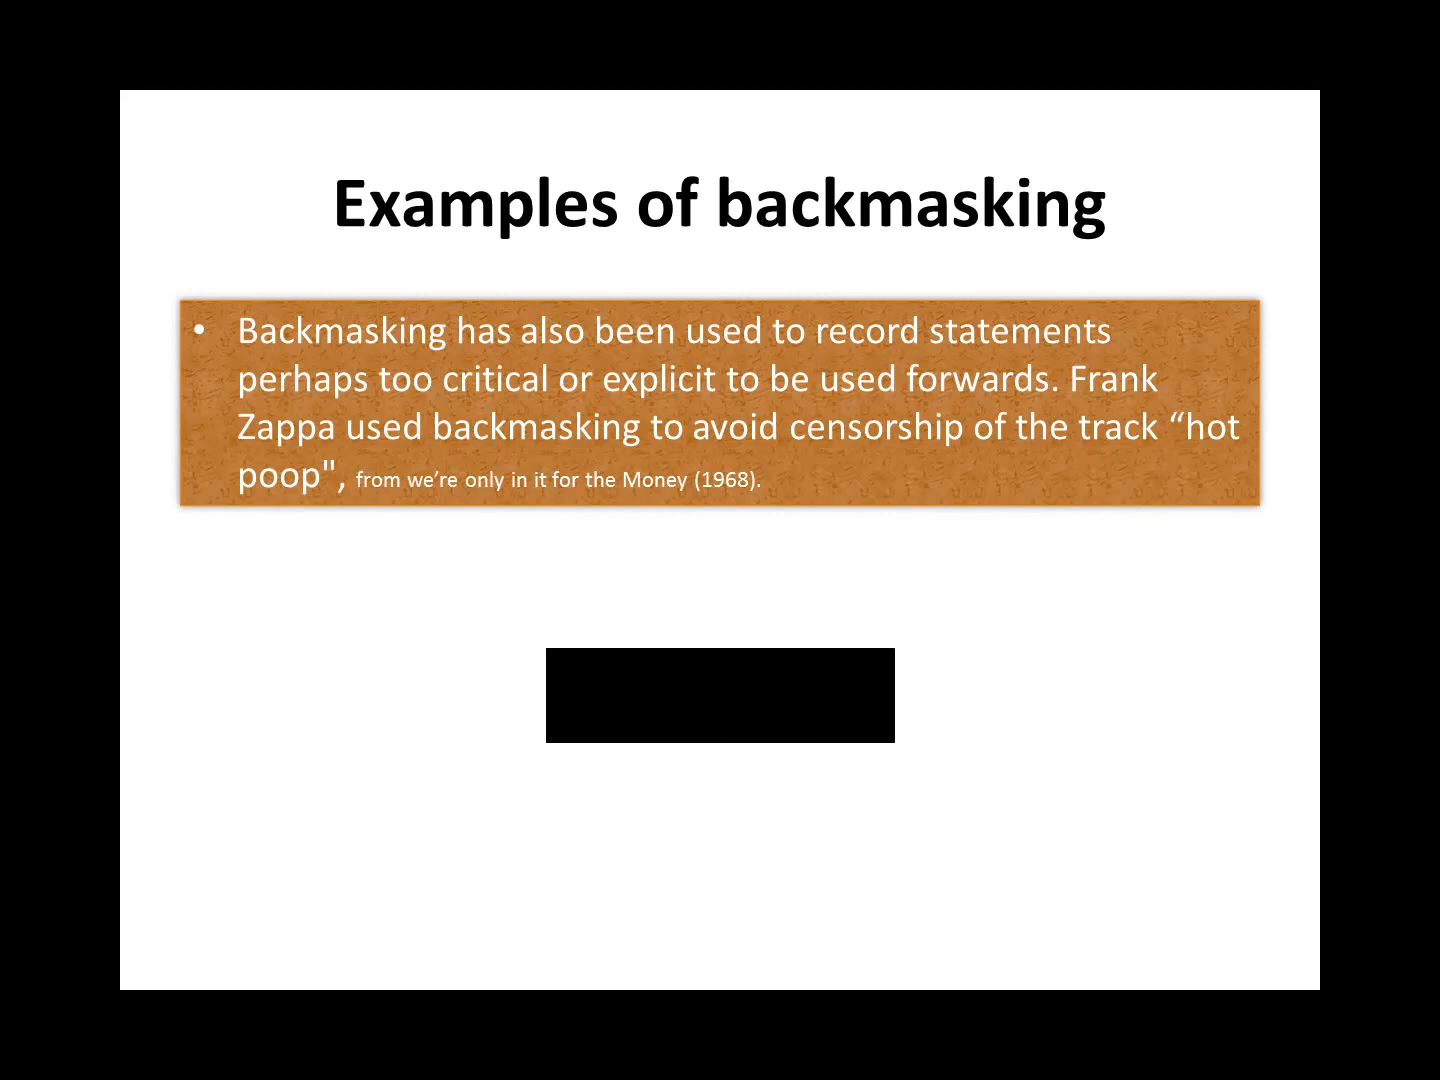 Examples of backmasking
• Backmasking has also been used to record statements
perhaps too critical or explicit to be used forwards. Frank
Zappa used backmasking to avoid censorship of the track “hot
poop", from we’re only in it for the Money (1968).